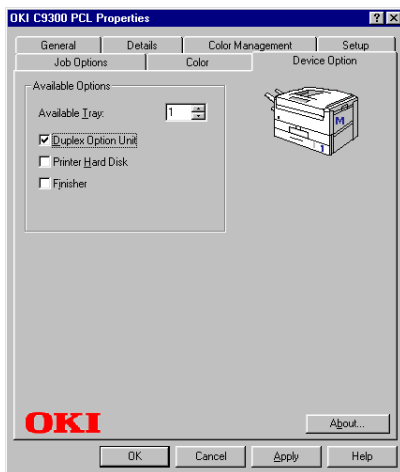 OKI C9300 PCL Properties
General Details Color Management Setup
Job Options Color Device Option
Available Options
Available Tray: 1
Duplex Option Unit
Printer Hard Disk
Finisher
M
1
OKI
About...
OK Cancel Apply Help